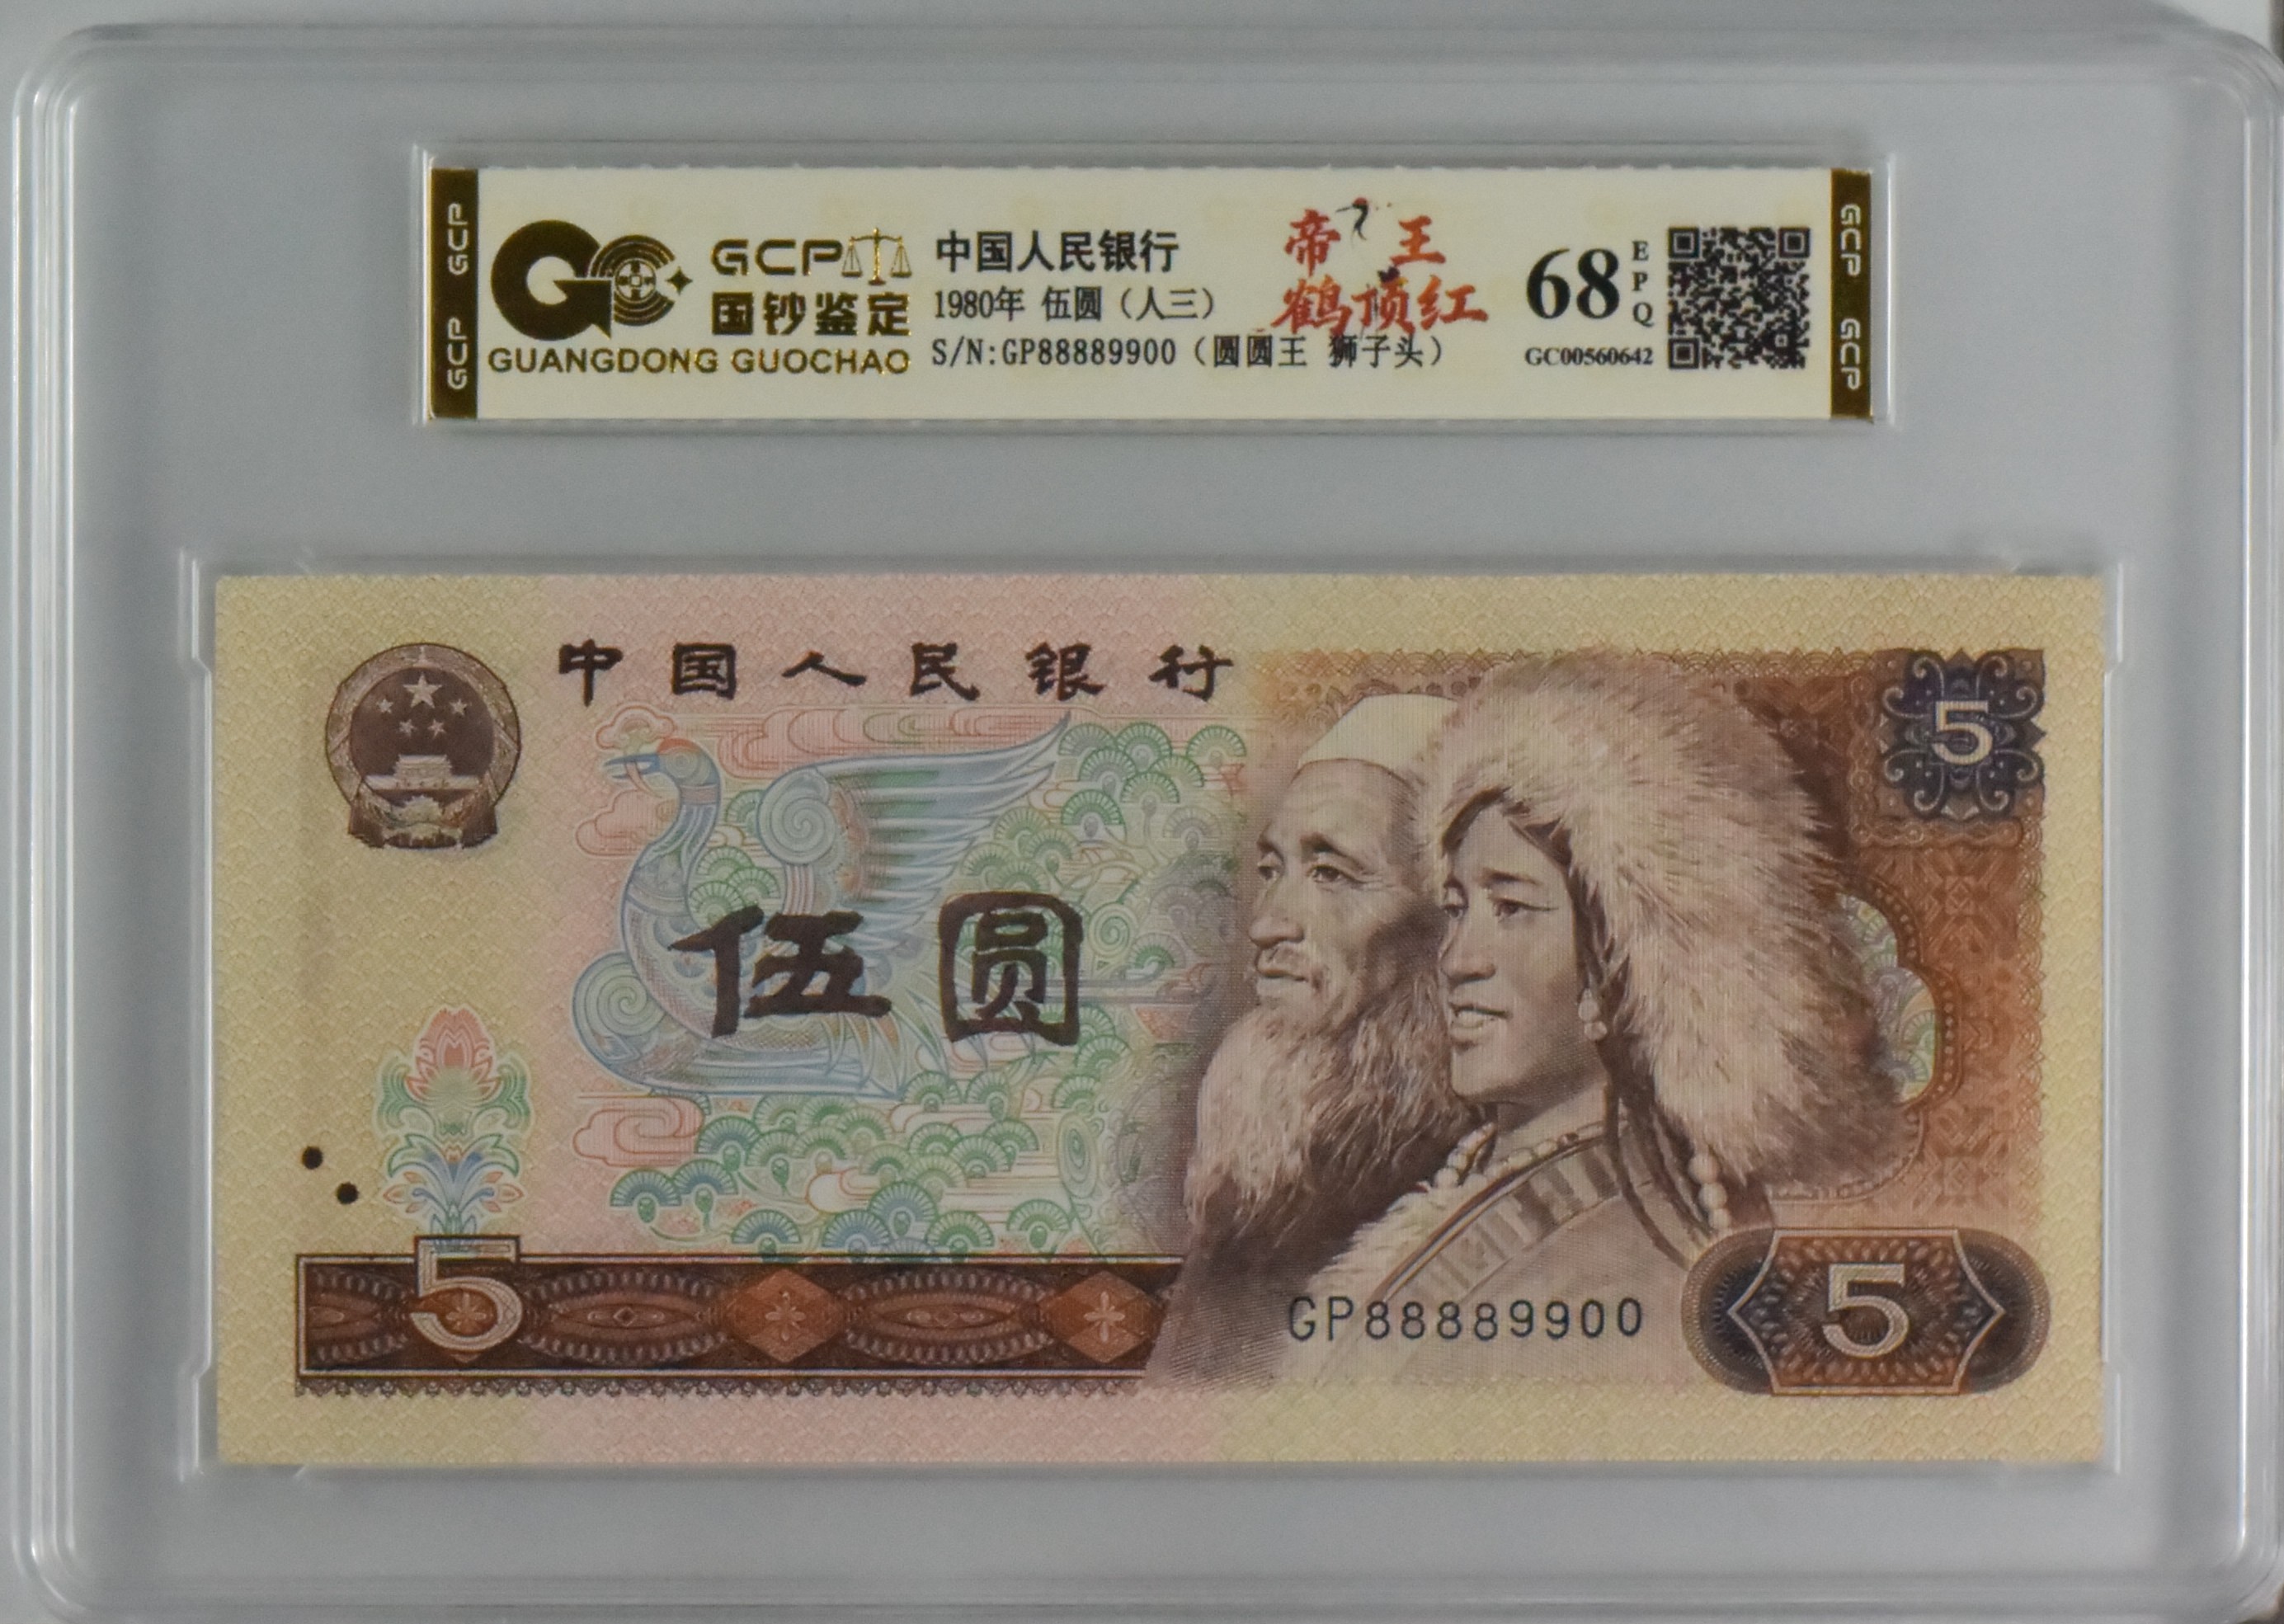 GCP GCP
GCP
国钞鉴定
GUANGDONG GUOCHAO
中国人民银行
1980年 伍圆（人三）
S/N:GP88889900（圆圆王 狮子头）
帝王
鹤顶红
68
EPQ
GC00560642
GCP GCP
中国人民银行
5
伍圆
5
GP88889900
5